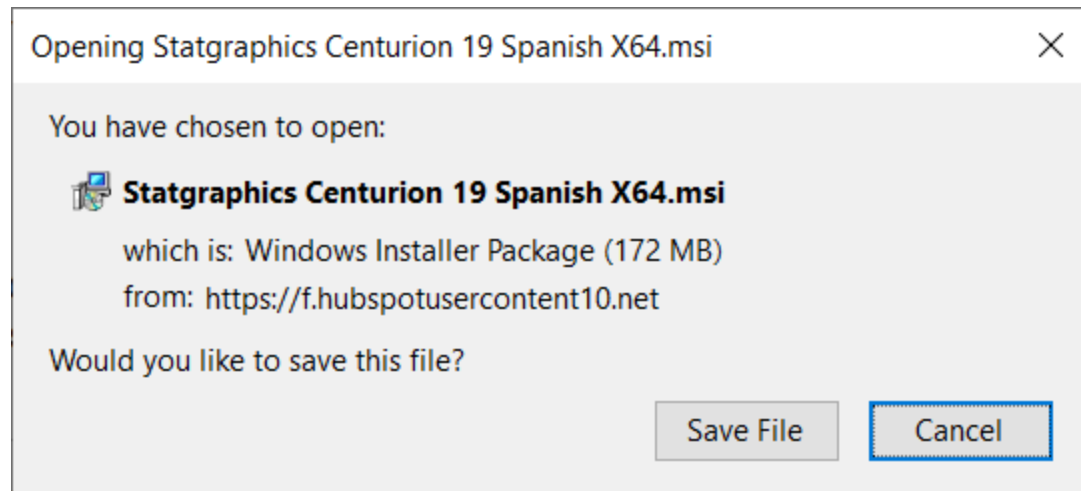 Opening Statgraphics Centurion 19 Spanish X64.msi
You have chosen to open:
Statgraphics Centurion 19 Spanish X64.msi
which is: Windows Installer Package (172 MB)
from: https://f.hubspotusercontent10.net
Would you like to save this file?
Save File Cancel